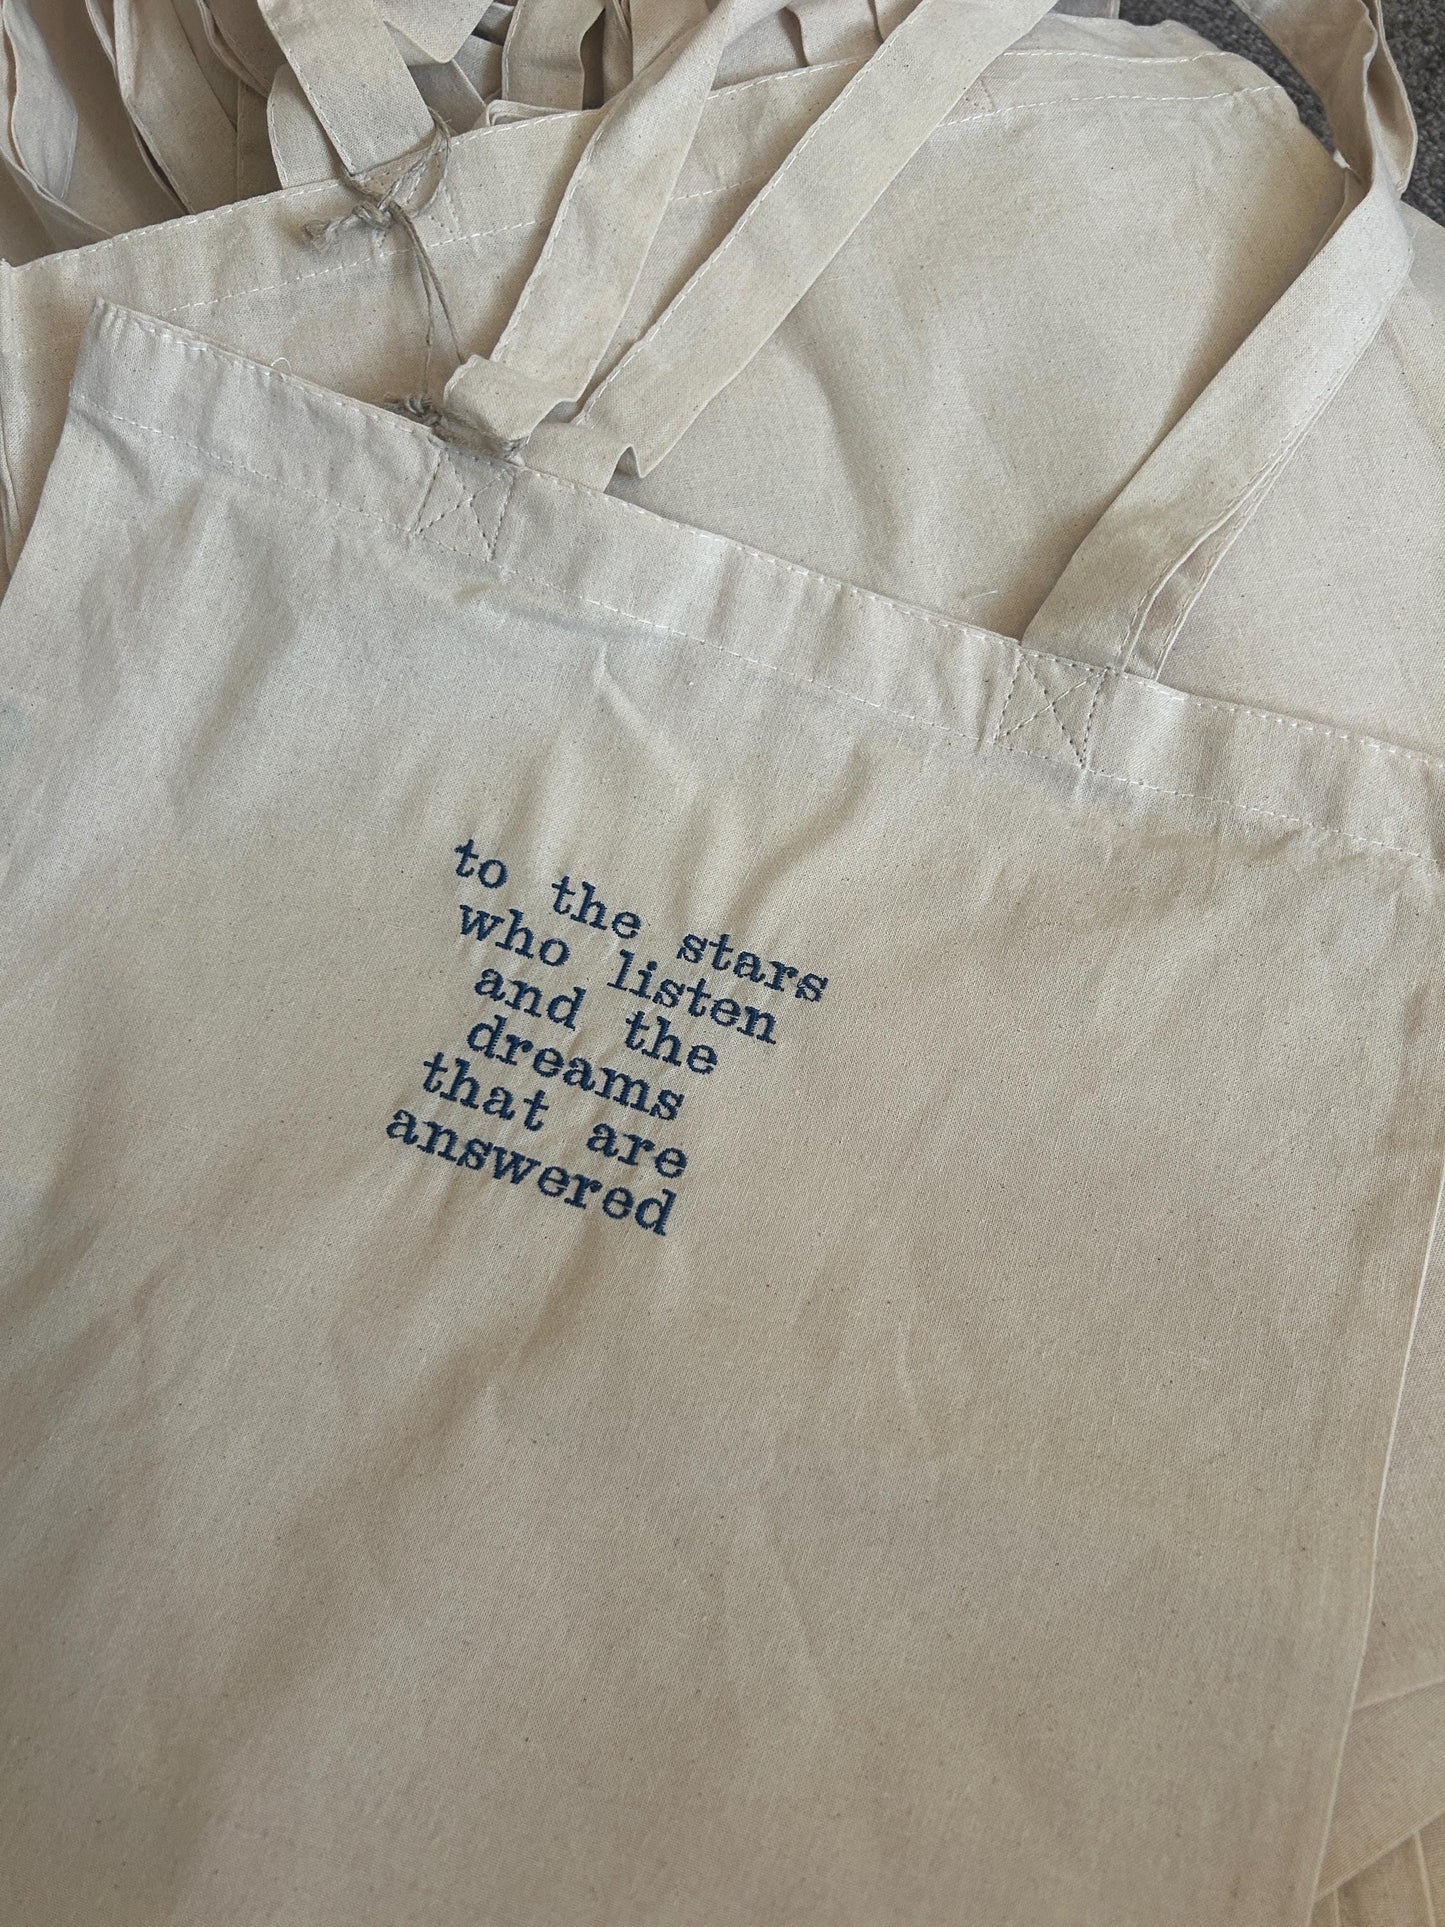 to the stars
who listen
and the
dreams
that are
answered